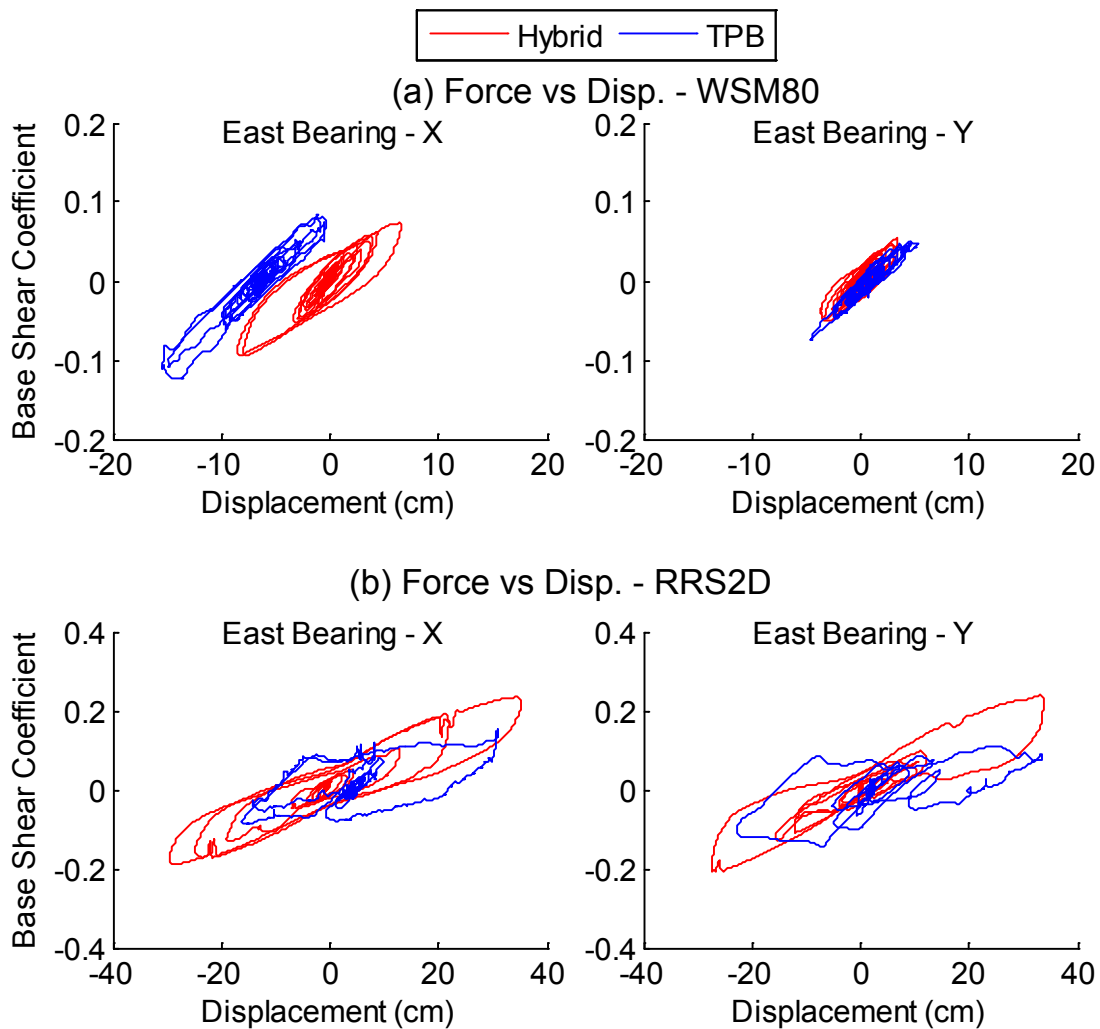 Hybrid TPB
(a) Force vs Disp. - WSM80
East Bearing - X
East Bearing - Y
Base Shear Coefficient
0.2
0.1
0
-0.1
-0.2
-20 -10 0 10 20
Displacement (cm)
0.2
0.1
0
-0.1
-0.2
-20 -10 0 10 20
Displacement (cm)
(b) Force vs Disp. - RRS2D
East Bearing - X
East Bearing - Y
Base Shear Coefficient
0.4
0.2
0
-0.2
-0.4
-40 -20 0 20 40
Displacement (cm)
0.4
0.2
0
-0.2
-0.4
-40 -20 0 20 40
Displacement (cm)